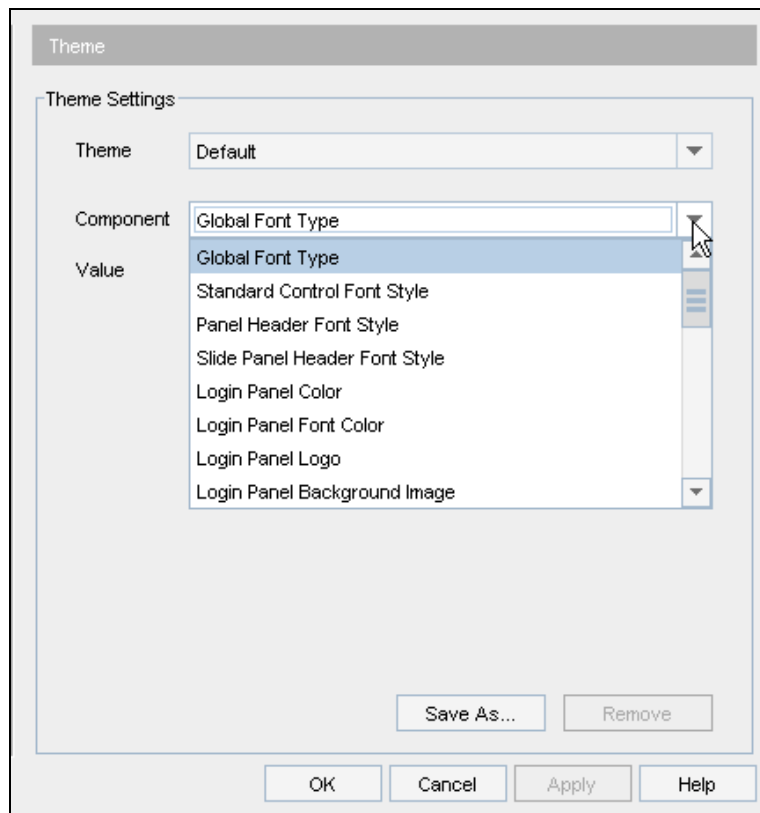 Theme
Theme Settings
Theme
Default
Component
Global Font Type
Value
Global Font Type
Standard Control Font Style
Panel Header Font Style
Slide Panel Header Font Style
Login Panel Color
Login Panel Font Color
Login Panel Logo
Login Panel Background Image
Save As...
Remove
OK
Cancel
Apply
Help